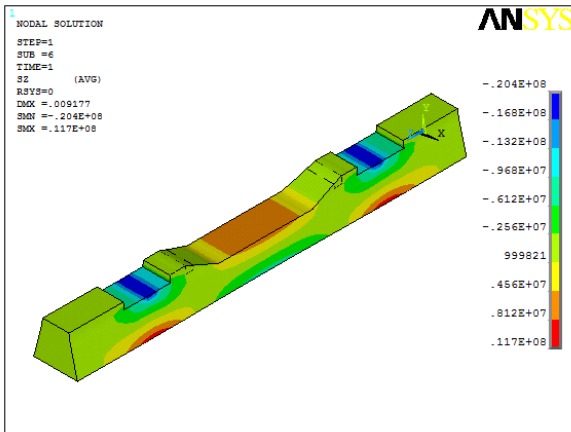 1
NODAL SOLUTION
ANSYS
STEP=1
SUB =6
TIME=1
SZ (AVG)
RSYS=0
DMX =.009177
SMN =-.204E+08
SMX =.117E+08
Y
Z
X
-.204E+08
-.168E+08
-.132E+08
-.968E+07
-.612E+07
-.256E+07
999821
.456E+07
.812E+07
.117E+08